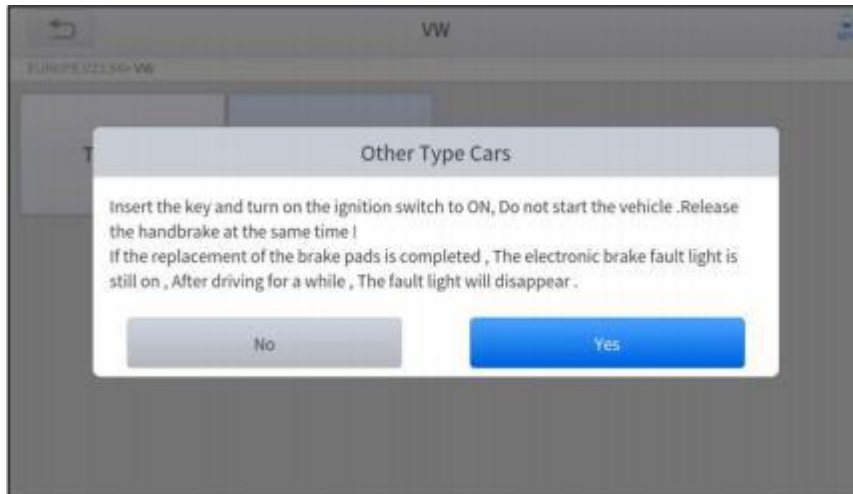 VW
EUROPE V23.94> VW
T
Other Type Cars
Insert the key and turn on the ignition switch to ON, Do not start the vehicle .Release
the handbrake at the same time !
If the replacement of the brake pads is completed , The electronic brake fault light is
still on , After driving for a while , The fault light will disappear .
No
Yes